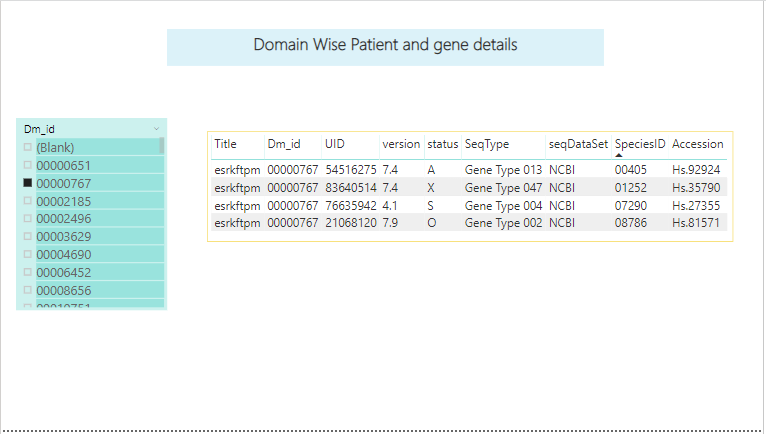 Domain Wise Patient and gene details
Dm_id
(Blank)
00000651
00000767
00002185
00002496
00003629
00004690
00006452
00008656
00010751
Title Dm_id UID version status SeqType seqDataSet SpeciesID Accession
esrkftpm 00000767 54516275 7.4 A Gene Type 013 NCBI 00405 Hs.92924
esrkftpm 00000767 83640514 7.4 X Gene Type 047 NCBI 01252 Hs.35790
esrkftpm 00000767 76635942 4.1 S Gene Type 004 NCBI 07290 Hs.27355
esrkftpm 00000767 21068120 7.9 O Gene Type 002 NCBI 08786 Hs.81571